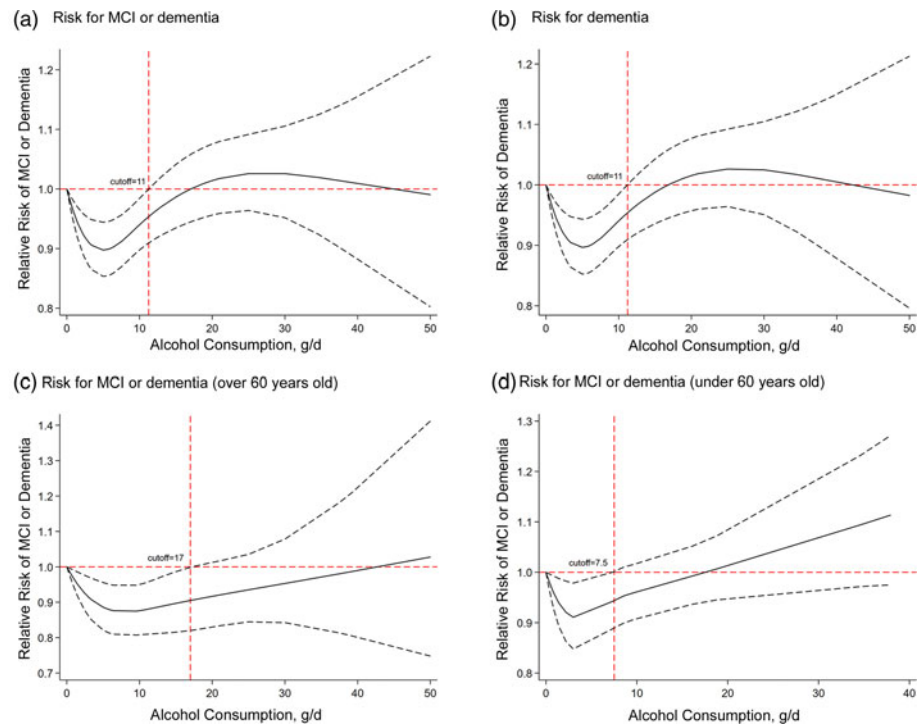 (a) Risk for MCI or dementia
Relative Risk of MCI or Dementia
1.2
1.1
1.0
0.9
0.8
cutoff=11
0 10 20 30 40 50
Alcohol Consumption, g/d
(b) Risk for dementia
Relative Risk of Dementia
1.2
1.1
1.0
0.9
0.8
cutoff=11
0 10 20 30 40 50
Alcohol Consumption, g/d
(c) Risk for MCI or dementia (over 60 years old)
Relative Risk of MCI or Dementia
1.4
1.3
1.2
1.1
1.0
0.9
0.8
0.7
cutoff=17
0 10 20 30 40 50
Alcohol Consumption, g/d
(d) Risk for MCI or dementia (under 60 years old)
Relative Risk of MCI or Dementia
1.3
1.2
1.1
1.0
0.9
0.8
cutoff=7.5
0 10 20 30 40
Alcohol Consumption, g/d